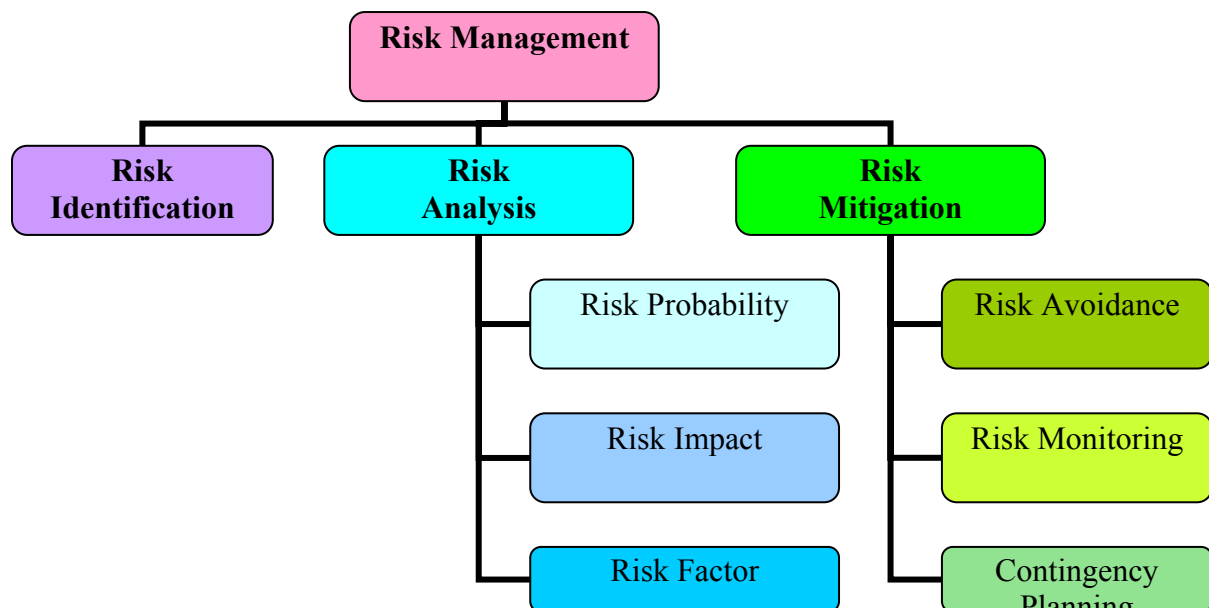 Risk Management
Risk
Identification
Risk
Analysis
Risk
Mitigation
Risk Probability
Risk Avoidance
Risk Impact
Risk Monitoring
Risk Factor
Contingency
Planning